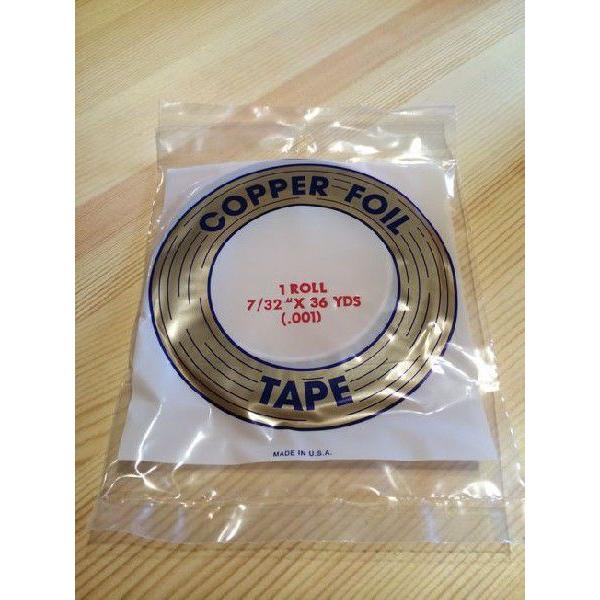 COPPER FOIL
1 ROLL
7/32" X 36 YDS
(.001)
TAPE
MADE IN U.S.A.